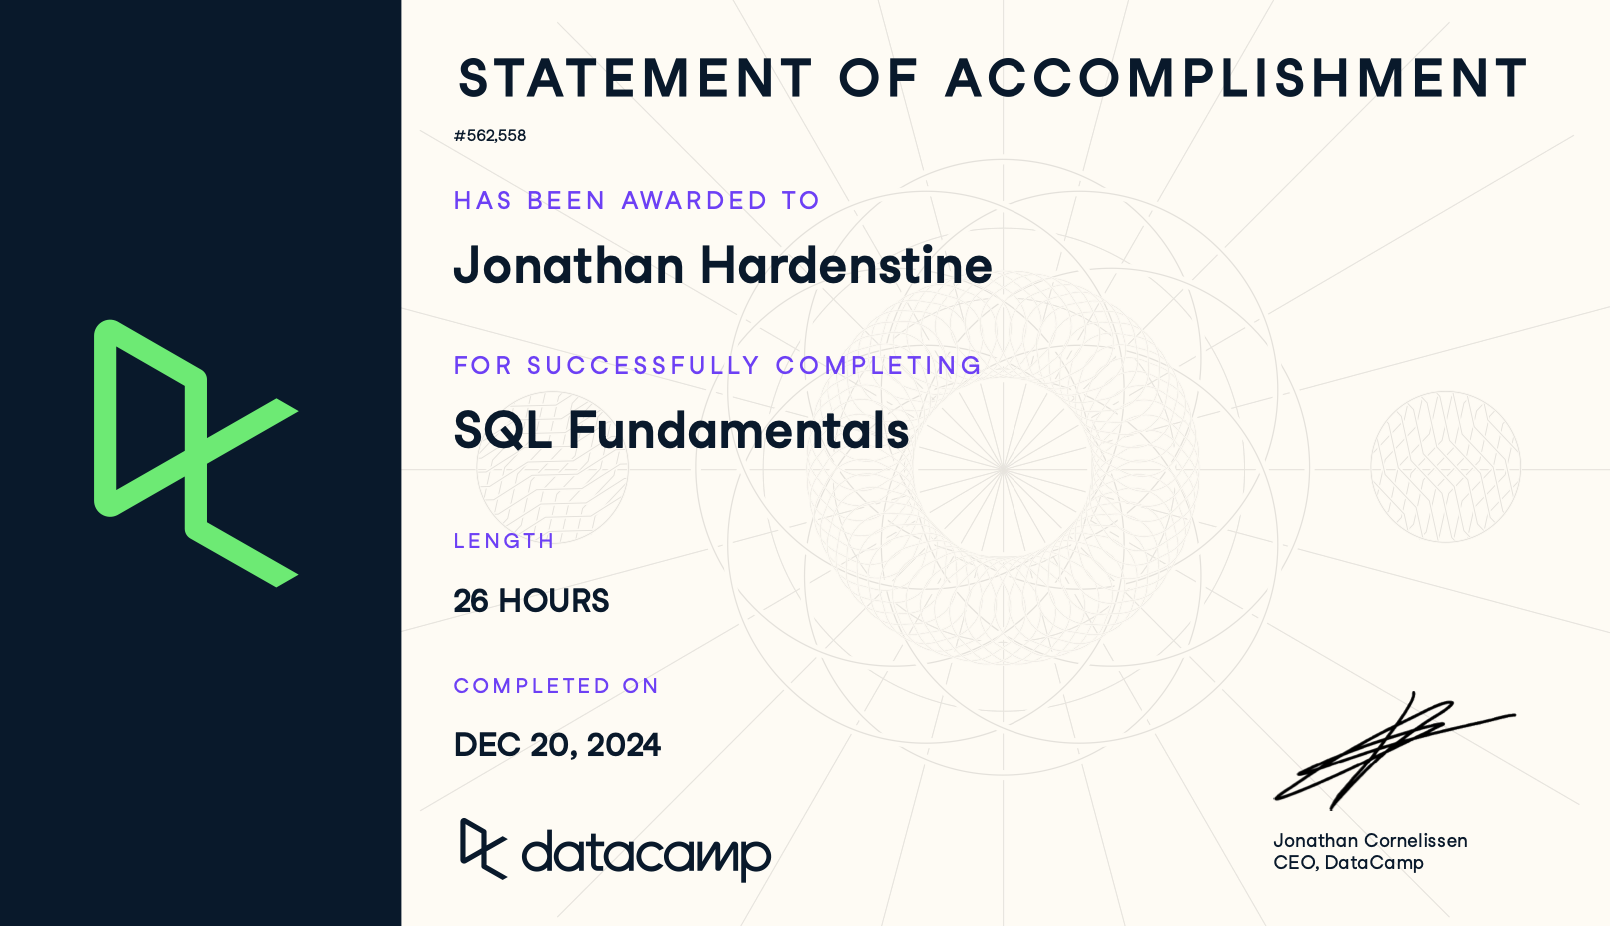 STATEMENT OF ACCOMPLISHMENT
#562,558
HAS BEEN AWARDED TO
Jonathan Hardenstine
FOR SUCCESSFULLY COMPLETING
SQL Fundamentals
LENGTH
26 HOURS
COMPLETED ON
DEC 20, 2024
datacamp
Jonathan Cornelissen
CEO, DataCamp